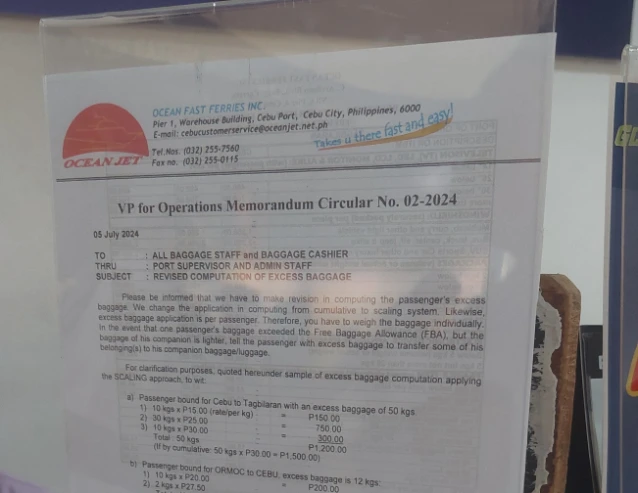 OCEAN JET
OCEAN FAST FERRIES INC.
Pier 1, Warehouse Building, Cebu Port, Cebu City, Philippines, 6000
E-mail: cebucustomerservice@oceanjet.net.ph
Takes u there fast and easy!
Tel.Nos: (032) 255-7560
Fax no. (032) 255-0115
VP for Operations Memorandum Circular No. 02-2024
05 July 2024
TO : ALL BAGGAGE STAFF and BAGGAGE CASHIER
THRU : PORT SUPERVISOR AND ADMIN STAFF
SUBJECT : REVISED COMPUTATION OF EXCESS BAGGAGE
Please be informed that we have to make revision in computing the passenger's excess
baggage. We change the application in computing from cumulative to scaling system. Likewise,
excess baggage application is per passenger. Therefore, you have to weigh the baggage individually.
In the event that one passenger's baggage exceeded the Free Baggage Allowance (FBA), but the
baggage of his companion is lighter, tell the passenger with excess baggage to transfer some of his
belonging(s) to his companion baggage/luggage.
For clarification purposes, quoted hereunder sample of excess baggage computation applying
the SCALING approach, to wit:
a) Passenger bound for Cebu to Tagbilaran with an excess baggage of 50 kgs.
1) 10 kgs x P15.00 (rate/per kg) = P150.00
2) 30 kgs x P25.00 = 750.00
3) 10 kgs x P30.00 = 300.00
Total : 50 kgs P1,200.00
(If by cumulative: 50 kgs x P30.00 = P1,500.00)
b) Passenger bound for ORMOC to CEBU, excess baggage is 12 kgs:
1) 10 kgs x P20.00 = P200.00
2) 2 kgs x P27.50